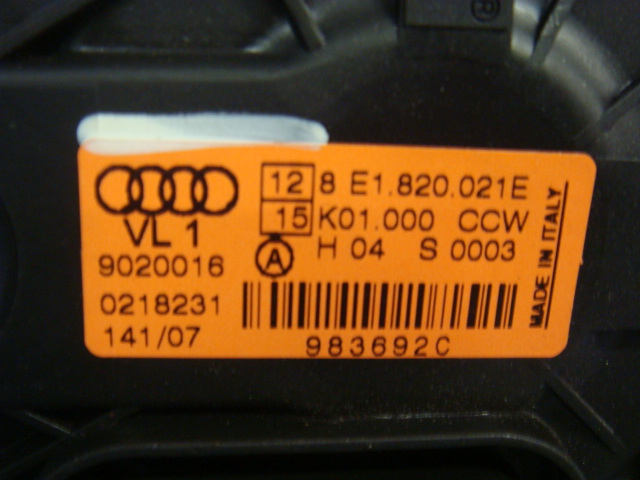 ®
12 8 E1.820.021E
15 K01.000 CCW
VL 1
A H 04 S 0003
9020016
0218231
141/07
983692C
MADE IN ITALY